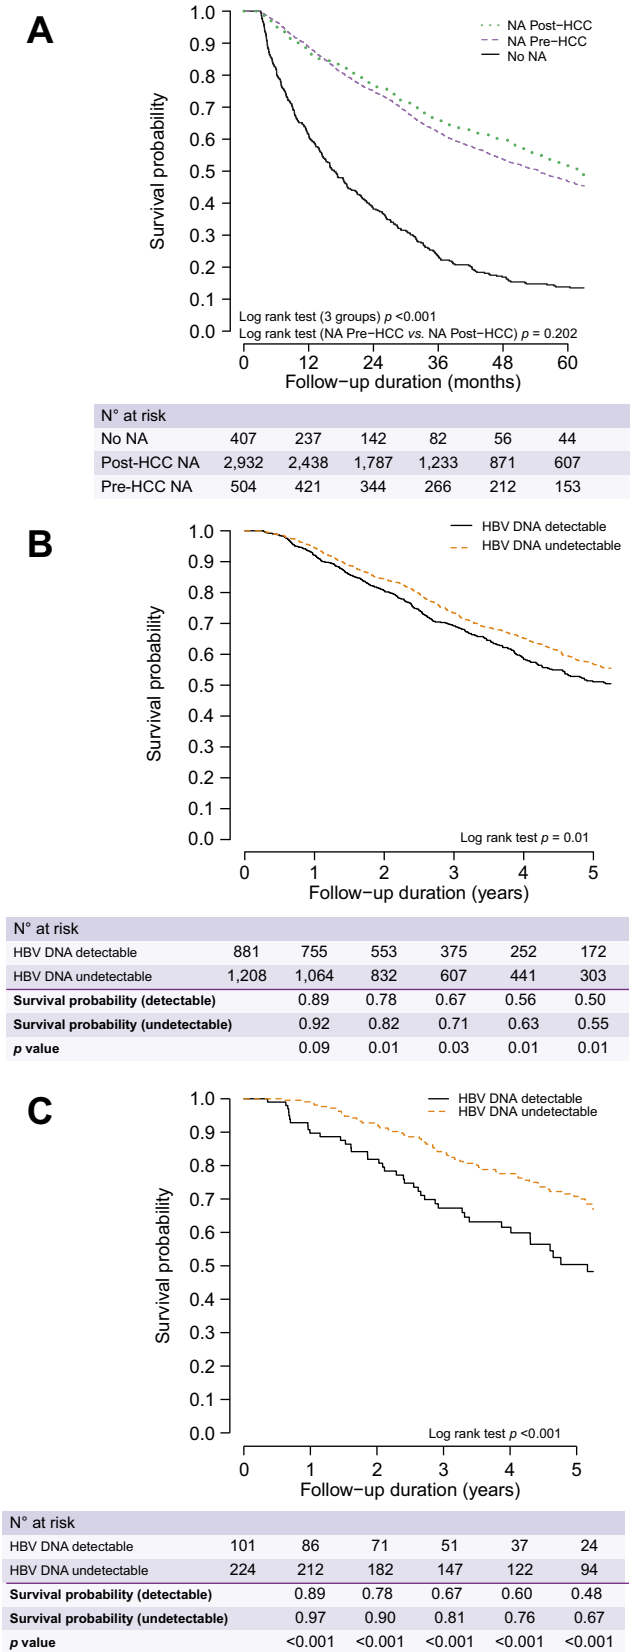 A
1.0
0.9
0.8
0.7
0.6
0.5
0.4
0.3
0.2
0.1
0.0
Survival probability
NA Post−HCC
NA Pre−HCC
No NA
Log rank test (3 groups) p <0.001
Log rank test (NA Pre−HCC vs. NA Post−HCC) p = 0.202
0 12 24 36 48 60
Follow−up duration (months)
N° at risk
No NA 407 237 142 82 56 44
Post-HCC NA 2,932 2,438 1,787 1,233 871 607
Pre-HCC NA 504 421 344 266 212 153
B
1.0
0.9
0.8
0.7
0.6
0.5
0.4
0.3
0.2
0.1
0.0
Survival probability
HBV DNA detectable
HBV DNA undetectable
Log rank test p = 0.01
0 1 2 3 4 5
Follow−up duration (years)
N° at risk
HBV DNA detectable 881 755 553 375 252 172
HBV DNA undetectable 1,208 1,064 832 607 441 303
Survival probability (detectable) 0.89 0.78 0.67 0.56 0.50
Survival probability (undetectable) 0.92 0.82 0.71 0.63 0.55
p value 0.09 0.01 0.03 0.01 0.01
C
1.0
0.9
0.8
0.7
0.6
0.5
0.4
0.3
0.2
0.1
0.0
Survival probability
HBV DNA detectable
HBV DNA undetectable
Log rank test p <0.001
0 1 2 3 4 5
Follow−up duration (years)
N° at risk
HBV DNA detectable 101 86 71 51 37 24
HBV DNA undetectable 224 212 182 147 122 94
Survival probability (detectable) 0.89 0.78 0.67 0.60 0.48
Survival probability (undetectable) 0.97 0.90 0.81 0.76 0.67
p value <0.001 <0.001 <0.001 <0.001 <0.001